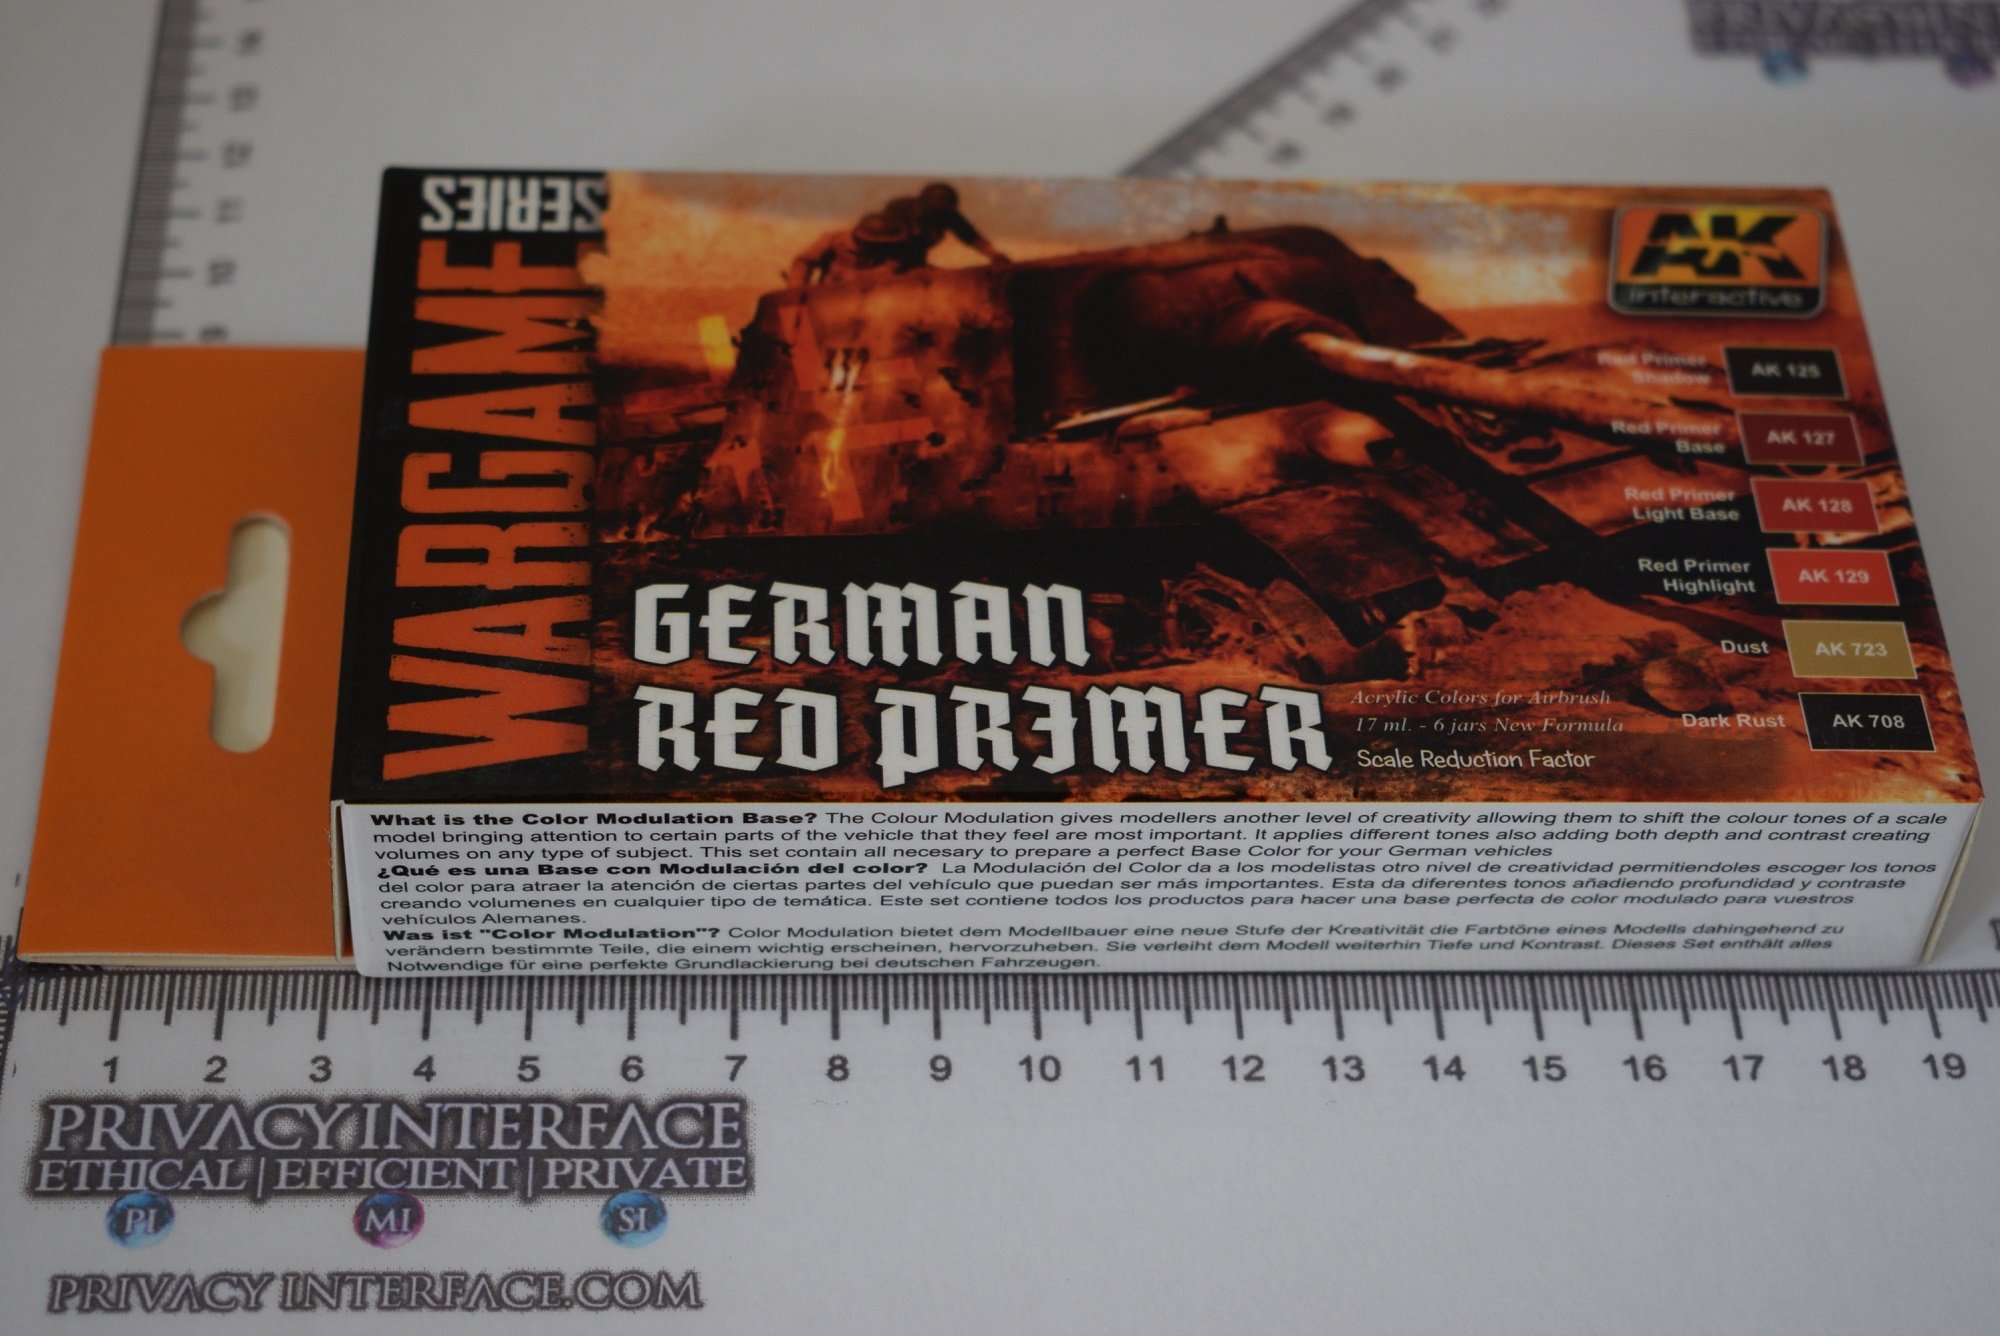 WARGAME SERIES
AK
interactive
Red Primer
Shadow
AK 125
Red Primer
Base
AK 127
Red Primer
Light Base
AK 128
Red Primer
Highlight
AK 129
Dust
AK 723
Dark Rust
AK 708
GERMAN
RED PRIMER
Acrylic Colors for Airbrush
17 ml. - 6 jars New Formula
Scale Reduction Factor
What is the Color Modulation Base? The Colour Modulation gives modellers another level of creativity allowing them to shift the colour tones of a scale
model bringing attention to certain parts of the vehicle that they feel are most important. It applies different tones also adding both depth and contrast creating
volumes on any type of subject. This set contain all necesary to prepare a perfect Base Color for your German vehicles
¿Qué es una Base con Modulación del color? La Modulación del Color da a los modelistas otro nivel de creatividad permitiendoles escoger los tonos
del color para atraer la atención de ciertas partes del vehículo que puedan ser más importantes. Esta da diferentes tonos añadiendo profundidad y contraste
creando volumenes en cualquier tipo de temática. Este set contiene todos los productos para hacer una base perfecta de color modulado para vuestros
vehículos Alemanes.
Was ist "Color Modulation"? Color Modulation bietet dem Modellbauer eine neue Stufe der Kreativität die Farbtöne eines Modells dahingehend zu
verändern bestimmte Teile, die einem wichtig erscheinen, hervorzuheben. Sie verleiht dem Modell weiterhin Tiefe und Kontrast. Dieses Set enthält alles
Notwendige für eine perfekte Grundlackierung bei deutschen Fahrzeugen.
1 2 3 4 5 6 7 8 9 10 11 12 13 14 15 16 17 18 19
PRIVACY INTERFACE
ETHICAL | EFFICIENT | PRIVATE
PI MI SI
PRIVACY INTERFACE.COM
9
10
11
12
13